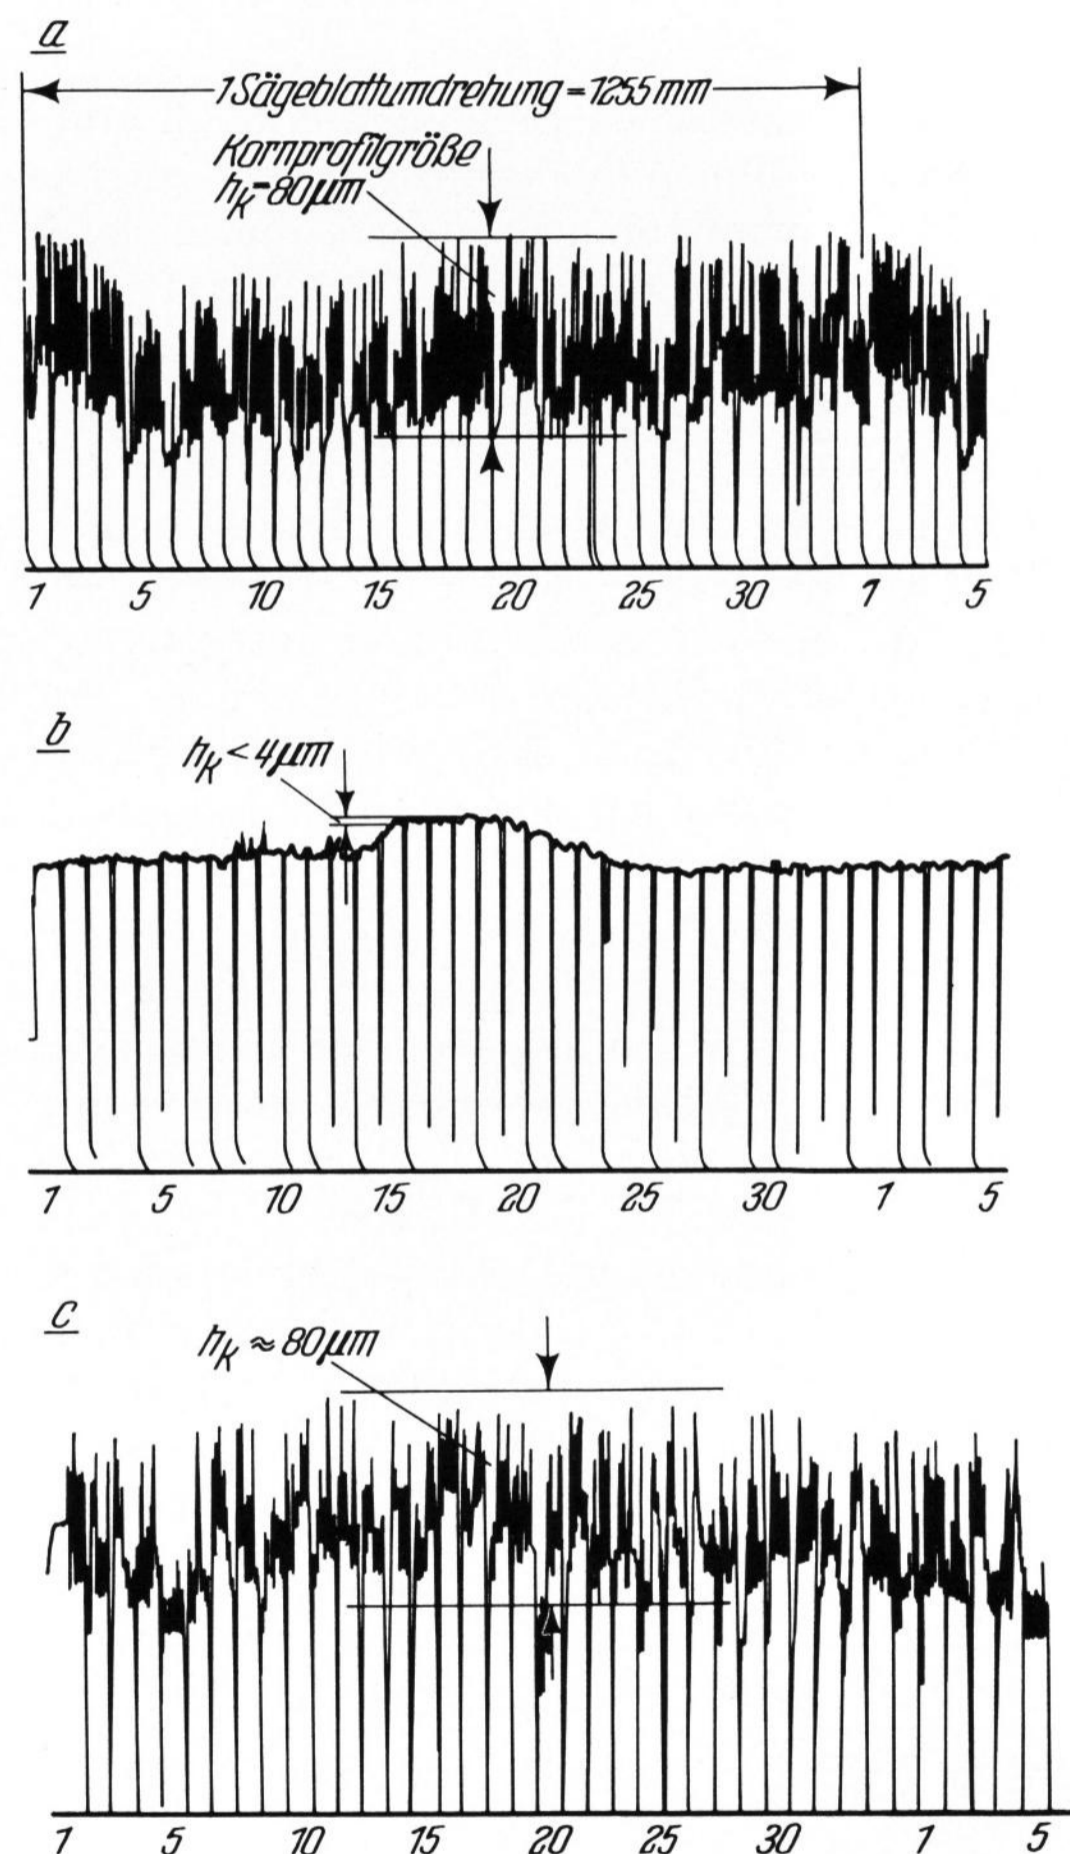 a
1 Sägeblattumdrehung = 1255 mm
Kornprofilgröße
hk = 80 µm
1 5 10 15 20 25 30 1 5
b
hk < 4 µm
1 5 10 15 20 25 30 1 5
c
hk ≈ 80 µm
1 5 10 15 20 25 30 1 5